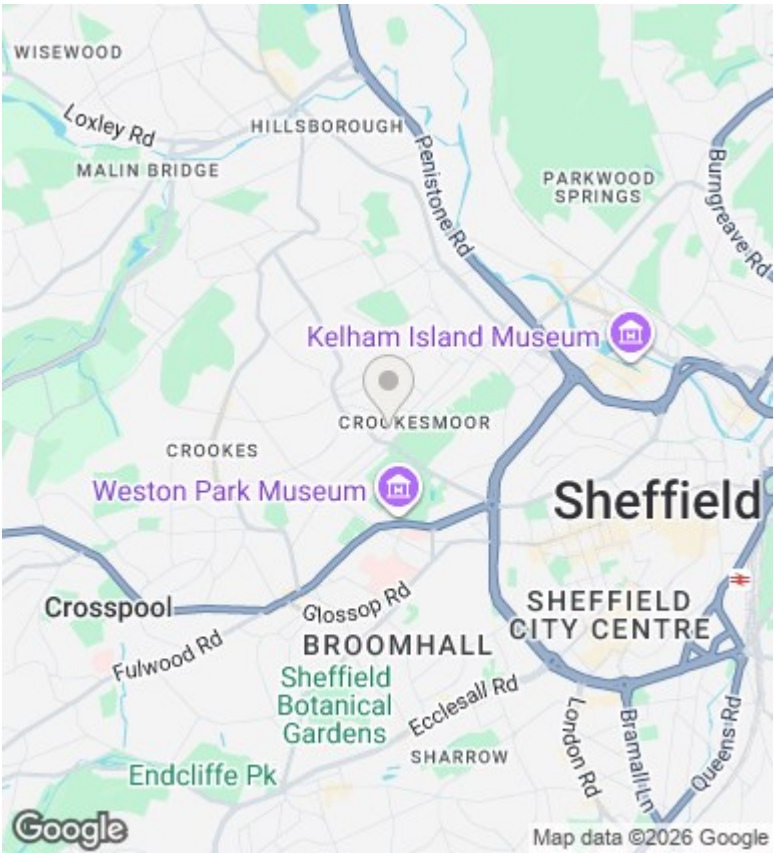 WISEWOOD
Loxley Rd
HILLSBOROUGH
MALIN BRIDGE
Penistone Rd
PARKWOOD
SPRINGS
Burngreave Rd
Kelham Island Museum
CROOKESMOOR
CROOKES
Weston Park Museum
Sheffield
Crosspool
Glossop Rd
SHEFFIELD
CITY CENTRE
Fulwood Rd
BROOMHALL
Sheffield
Botanical
Gardens
Ecclesall Rd
London Rd
Bramall Ln
Queens Rd
SHARROW
Endcliffe Pk
Google
Map data ©2026 Google